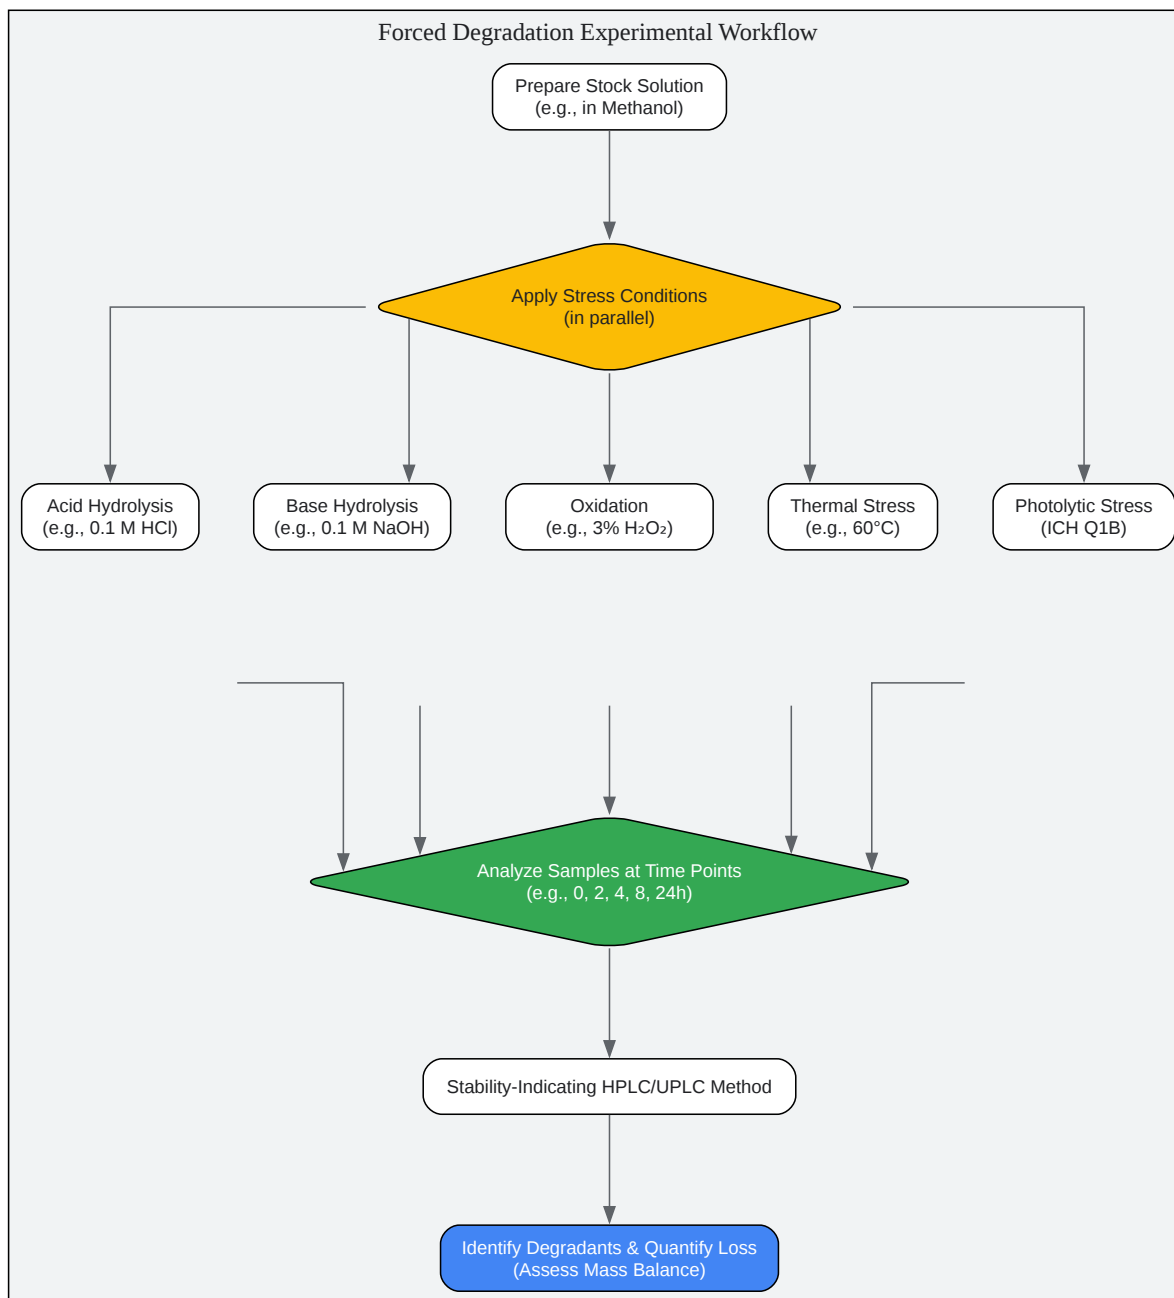 Forced Degradation Experimental Workflow
Prepare Stock Solution
(e.g., in Methanol)
Apply Stress Conditions
(in parallel)
Acid Hydrolysis
(e.g., 0.1 M HCl)
Base Hydrolysis
(e.g., 0.1 M NaOH)
Oxidation
(e.g., 3% H₂O₂)
Thermal Stress
(e.g., 60°C)
Photolytic Stress
(ICH Q1B)
Analyze Samples at Time Points
(e.g., 0, 2, 4, 8, 24h)
Stability-Indicating HPLC/UPLC Method
Identify Degradants & Quantify Loss
(Assess Mass Balance)